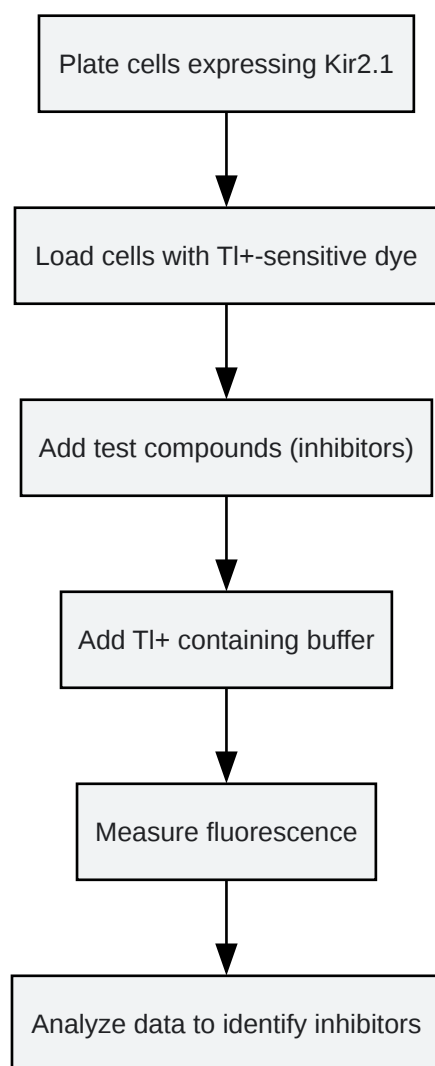 Plate cells expressing Kir2.1
Load cells with Tl+-sensitive dye
Add test compounds (inhibitors)
Add Tl+ containing buffer
Measure fluorescence
Analyze data to identify inhibitors